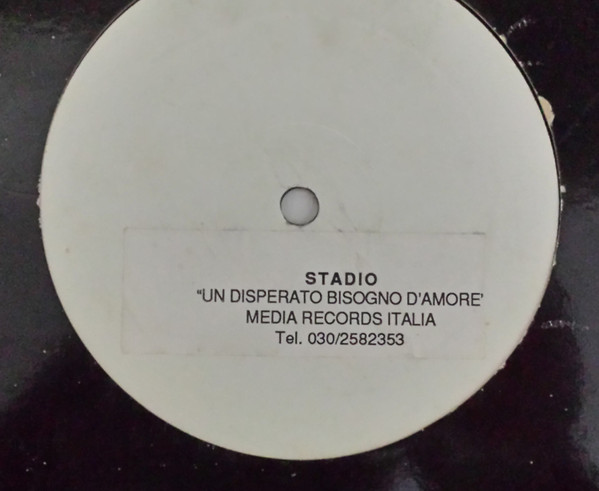 STADIO
"UN DISPERATO BISOGNO D'AMORE'
MEDIA RECORDS ITALIA
Tel. 030/2582353